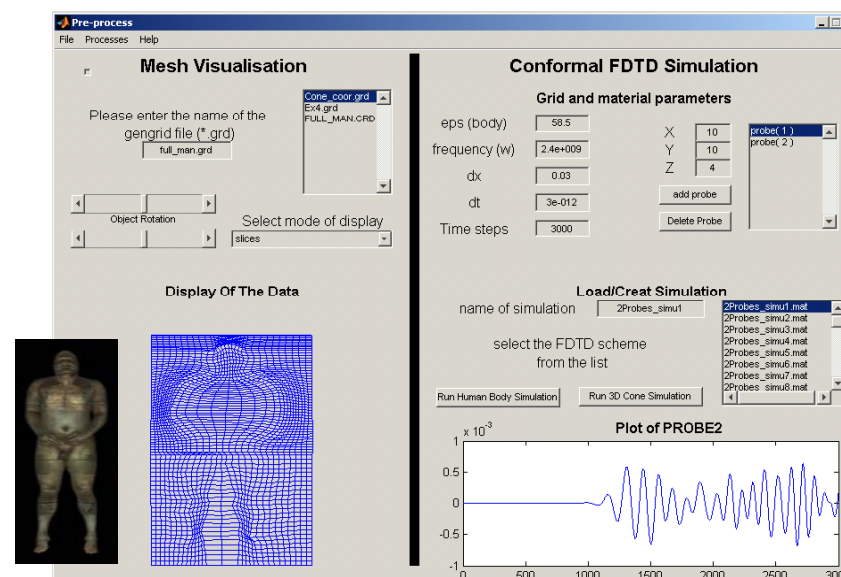 Pre-process
File Processes Help
Mesh Visualisation
Please enter the name of the
gengrid file (*.grd)
full_man.grd
Cone_coor.grd
Ex4.grd
FULL_MAN.CRD
Object Rotation
Select mode of display
slices
Display Of The Data
Conformal FDTD Simulation
Grid and material parameters
eps (body) 58.5
frequency (w) 2.4e+009
dx 0.03
dt 3e-012
Time steps 3000
X 10
Y 10
Z 4
add probe
Delete Probe
probe( 1 )
probe( 2 )
Load/Creat Simulation
name of simulation 2Probes_simu1
select the FDTD scheme
from the list
2Probes_simu1.mat
2Probes_simu2.mat
2Probes_simu3.mat
2Probes_simu4.mat
2Probes_simu5.mat
2Probes_simu6.mat
2Probes_simu7.mat
2Probes_simu8.mat
Run Human Body Simulation
Run 3D Cone Simulation
Plot of PROBE2
x 10^-3
1
0.5
0
-0.5
-1
0 500 1000 1500 2000 2500 300